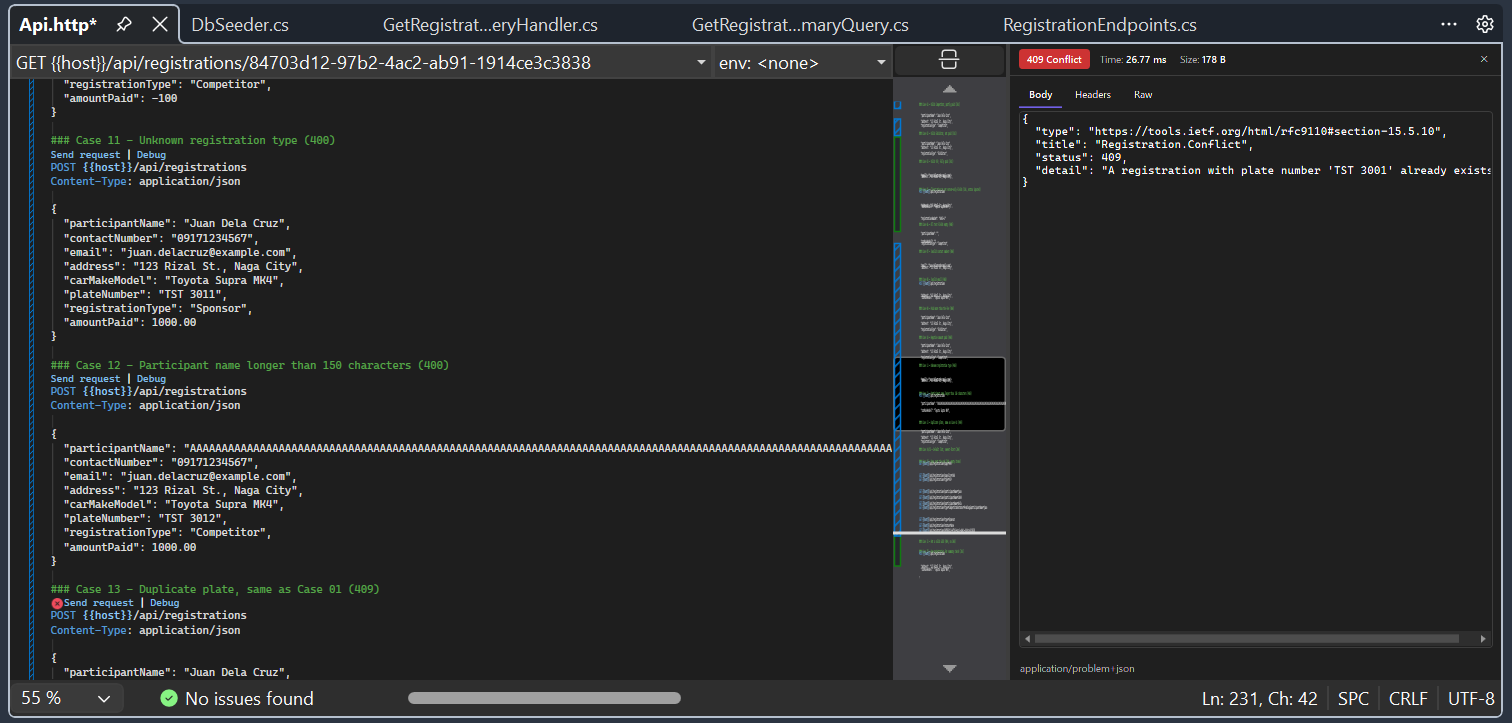 Api.http*
DbSeeder.cs
GetRegistrat...eryHandler.cs
GetRegistrat...maryQuery.cs
RegistrationEndpoints.cs
GET {{host}}/api/registrations/84703d12-97b2-4ac2-ab91-1914ce3c3838
env: <none>
"registrationType": "Competitor",
"amountPaid": -100
}
### Case 11 - Unknown registration type (400)
Send request | Debug
POST {{host}}/api/registrations
Content-Type: application/json
{
"participantName": "Juan Dela Cruz",
"contactNumber": "09171234567",
"email": "juan.delacruz@example.com",
"address": "123 Rizal St., Naga City",
"carMakeModel": "Toyota Supra MK4",
"plateNumber": "TST 3011",
"registrationType": "Sponsor",
"amountPaid": 1000.00
}
### Case 12 - Participant name longer than 150 characters (400)
Send request | Debug
POST {{host}}/api/registrations
Content-Type: application/json
{
"participantName":
"contactNumber": "09171234567",
"email": "juan.delacruz@example.com",
"address": "123 Rizal St., Naga City",
"carMakeModel": "Toyota Supra MK4",
"plateNumber": "TST 3012",
"registrationType": "Competitor",
"amountPaid": 1000.00
}
### Case 13 - Duplicate plate, same as Case 01 (409)
Send request | Debug
POST {{host}}/api/registrations
Content-Type: application/json
{
"participantName": "Juan Dela Cruz",
409 Conflict
Time: 26.77 ms
Size: 178 B
Body
Headers
Raw
{
"type": "https://tools.ietf.org/html/rfc9110#section-15.5.10",
"title": "Registration.Conflict",
"status": 409,
"detail": "A registration with plate number 'TST 3001' already exists
}
application/problem+json
55 %
No issues found
Ln: 231, Ch: 42
SPC
CRLF
UTF-8